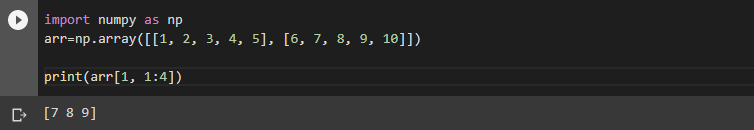 import numpy as np
arr=np.array([[1, 2, 3, 4, 5], [6, 7, 8, 9, 10]])
print(arr[1, 1:4])
[7 8 9]